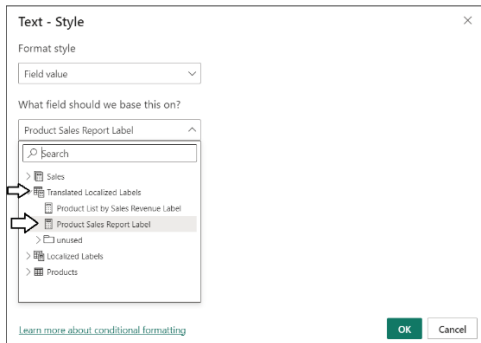 Text - Style
Format style
Field value
What field should we base this on?
Product Sales Report Label
Search
Sales
Translated Localized Labels
Product List by Sales Revenue Label
Product Sales Report Label
unused
Localized Labels
Products
Learn more about conditional formatting
OK Cancel